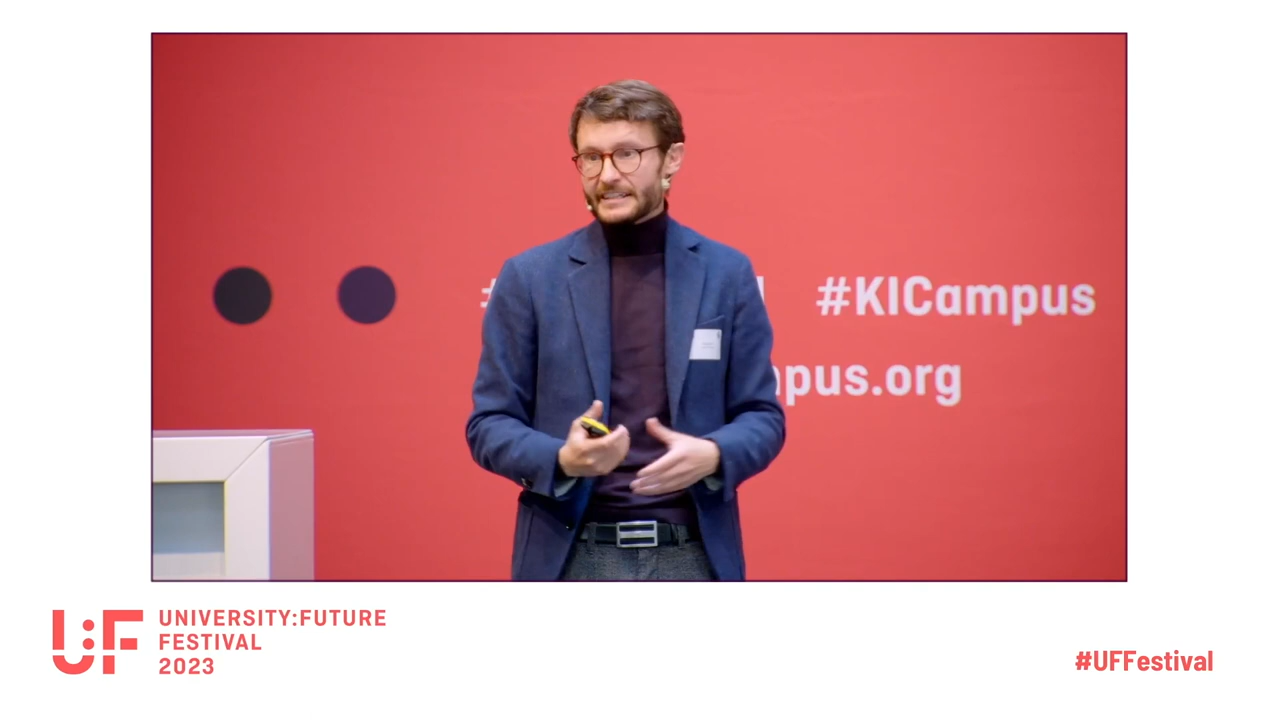 #KICampus
pus.org
U:F
UNIVERSITY:FUTURE
FESTIVAL
2023
#UFFestival